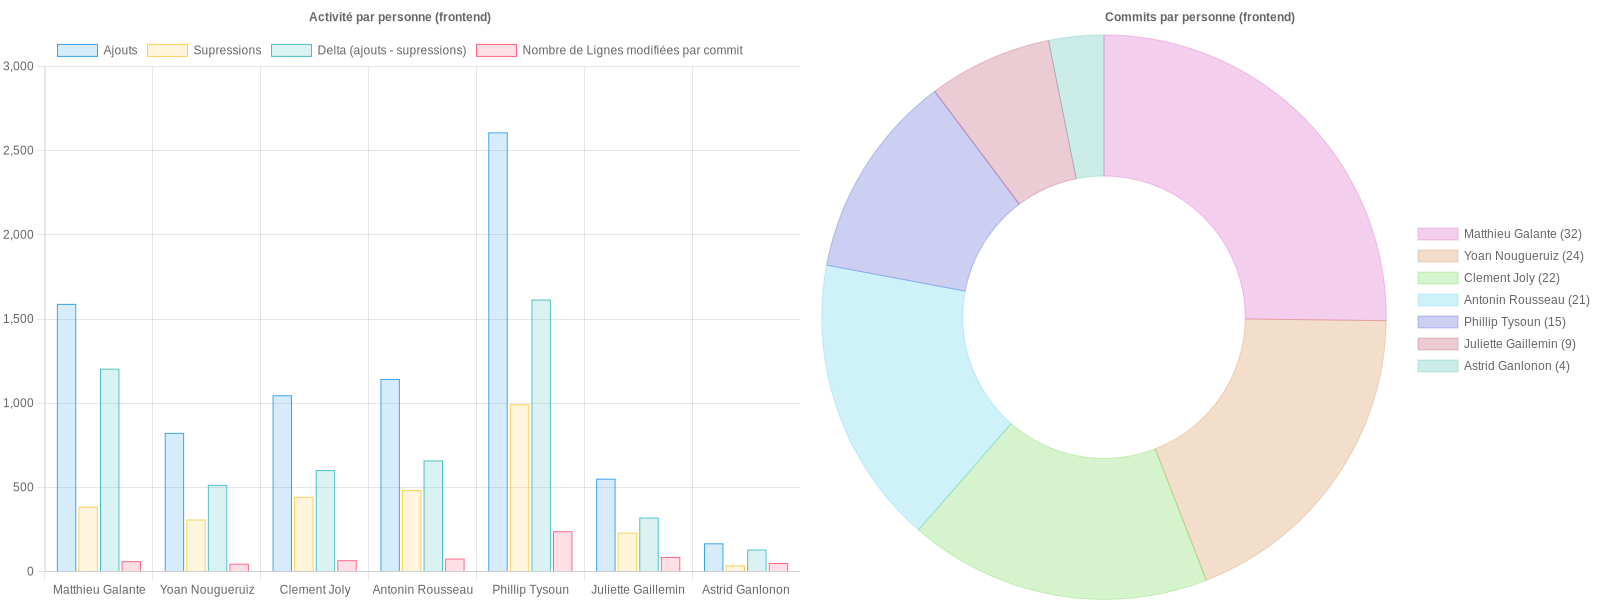 Activité par personne (frontend)
Ajouts Supressions Delta (ajouts - supressions) Nombre de Lignes modifiées par commit
3,000
2,500
2,000
1,500
1,000
500
0
Matthieu Galante Yoan Nougueruiz Clement Joly Antonin Rousseau Phillip Tysoun Juliette Gaillemin Astrid Ganlonon
Commits par personne (frontend)
Matthieu Galante (32)
Yoan Nougueruiz (24)
Clement Joly (22)
Antonin Rousseau (21)
Phillip Tysoun (15)
Juliette Gaillemin (9)
Astrid Ganlonon (4)